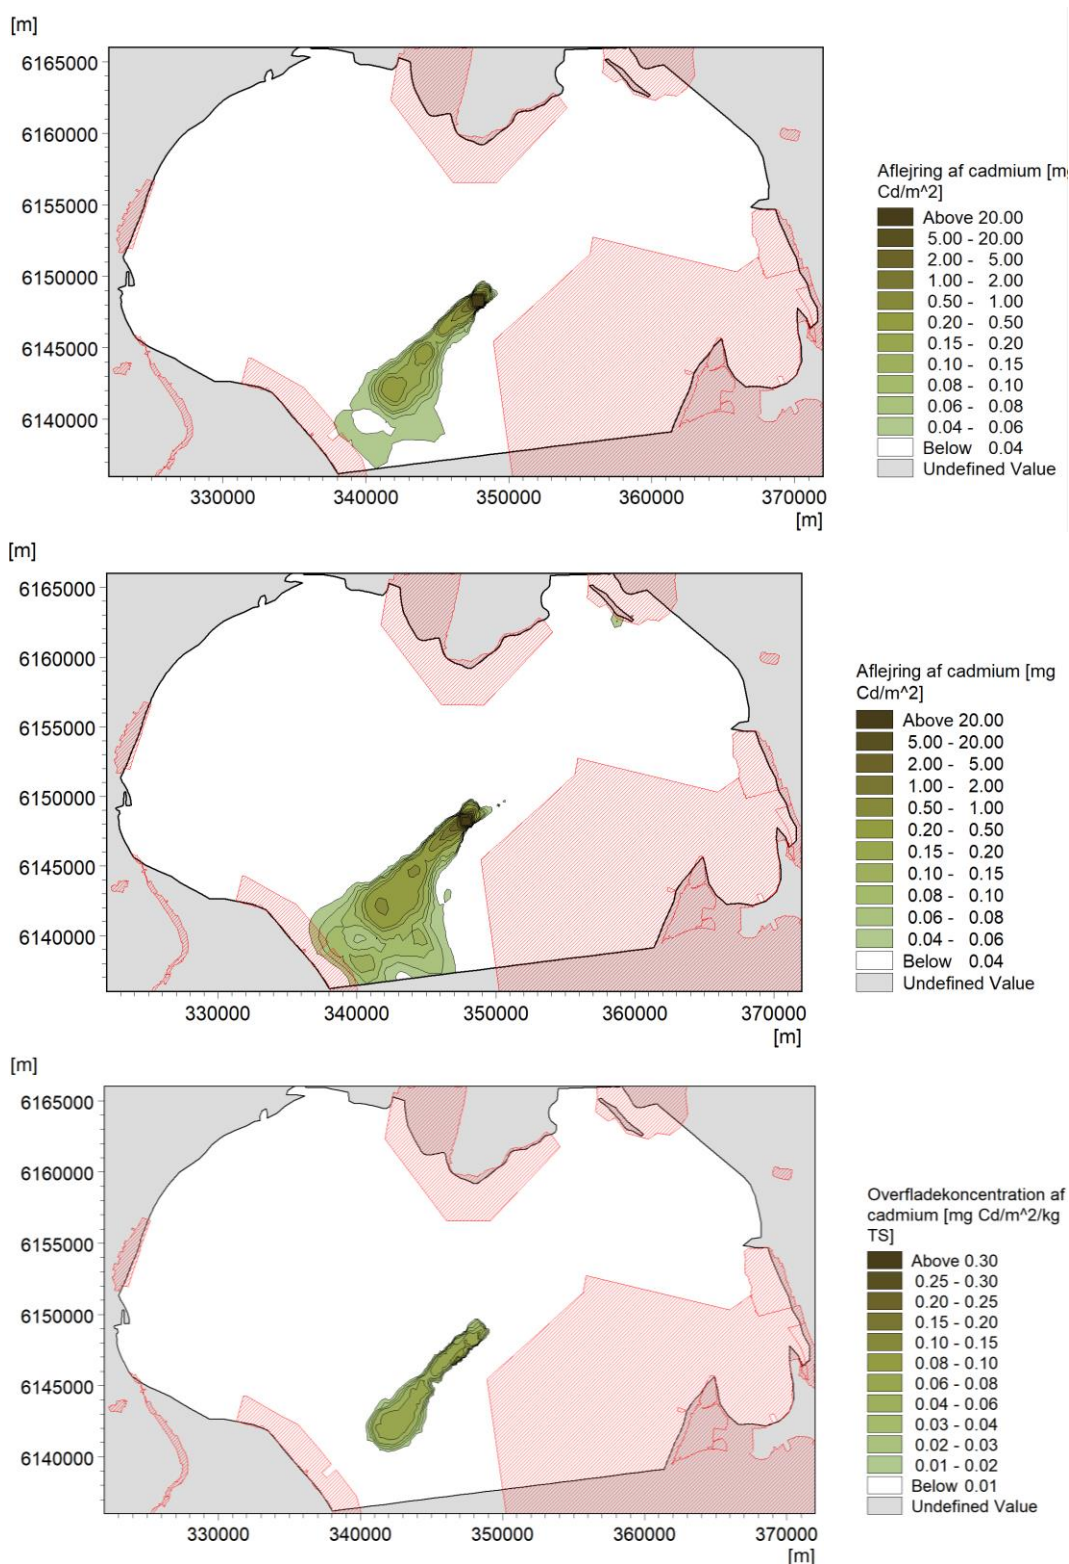 [m]
6165000
6160000
6155000
6150000
6145000
6140000
330000 340000 350000 360000 370000
[m]
Aflejring af cadmium [mg
Cd/m^2]
Above 20.00
5.00 - 20.00
2.00 - 5.00
1.00 - 2.00
0.50 - 1.00
0.20 - 0.50
0.15 - 0.20
0.10 - 0.15
0.08 - 0.10
0.06 - 0.08
0.04 - 0.06
Below 0.04
Undefined Value
[m]
6165000
6160000
6155000
6150000
6145000
6140000
330000 340000 350000 360000 370000
[m]
Aflejring af cadmium [mg
Cd/m^2]
Above 20.00
5.00 - 20.00
2.00 - 5.00
1.00 - 2.00
0.50 - 1.00
0.20 - 0.50
0.15 - 0.20
0.10 - 0.15
0.08 - 0.10
0.06 - 0.08
0.04 - 0.06
Below 0.04
Undefined Value
[m]
6165000
6160000
6155000
6150000
6145000
6140000
330000 340000 350000 360000 370000
[m]
Overfladekoncentration af
cadmium [mg Cd/m^2/kg
TS]
Above 0.30
0.25 - 0.30
0.20 - 0.25
0.15 - 0.20
0.10 - 0.15
0.08 - 0.10
0.06 - 0.08
0.04 - 0.06
0.03 - 0.04
0.02 - 0.03
0.01 - 0.02
Below 0.01
Undefined Value